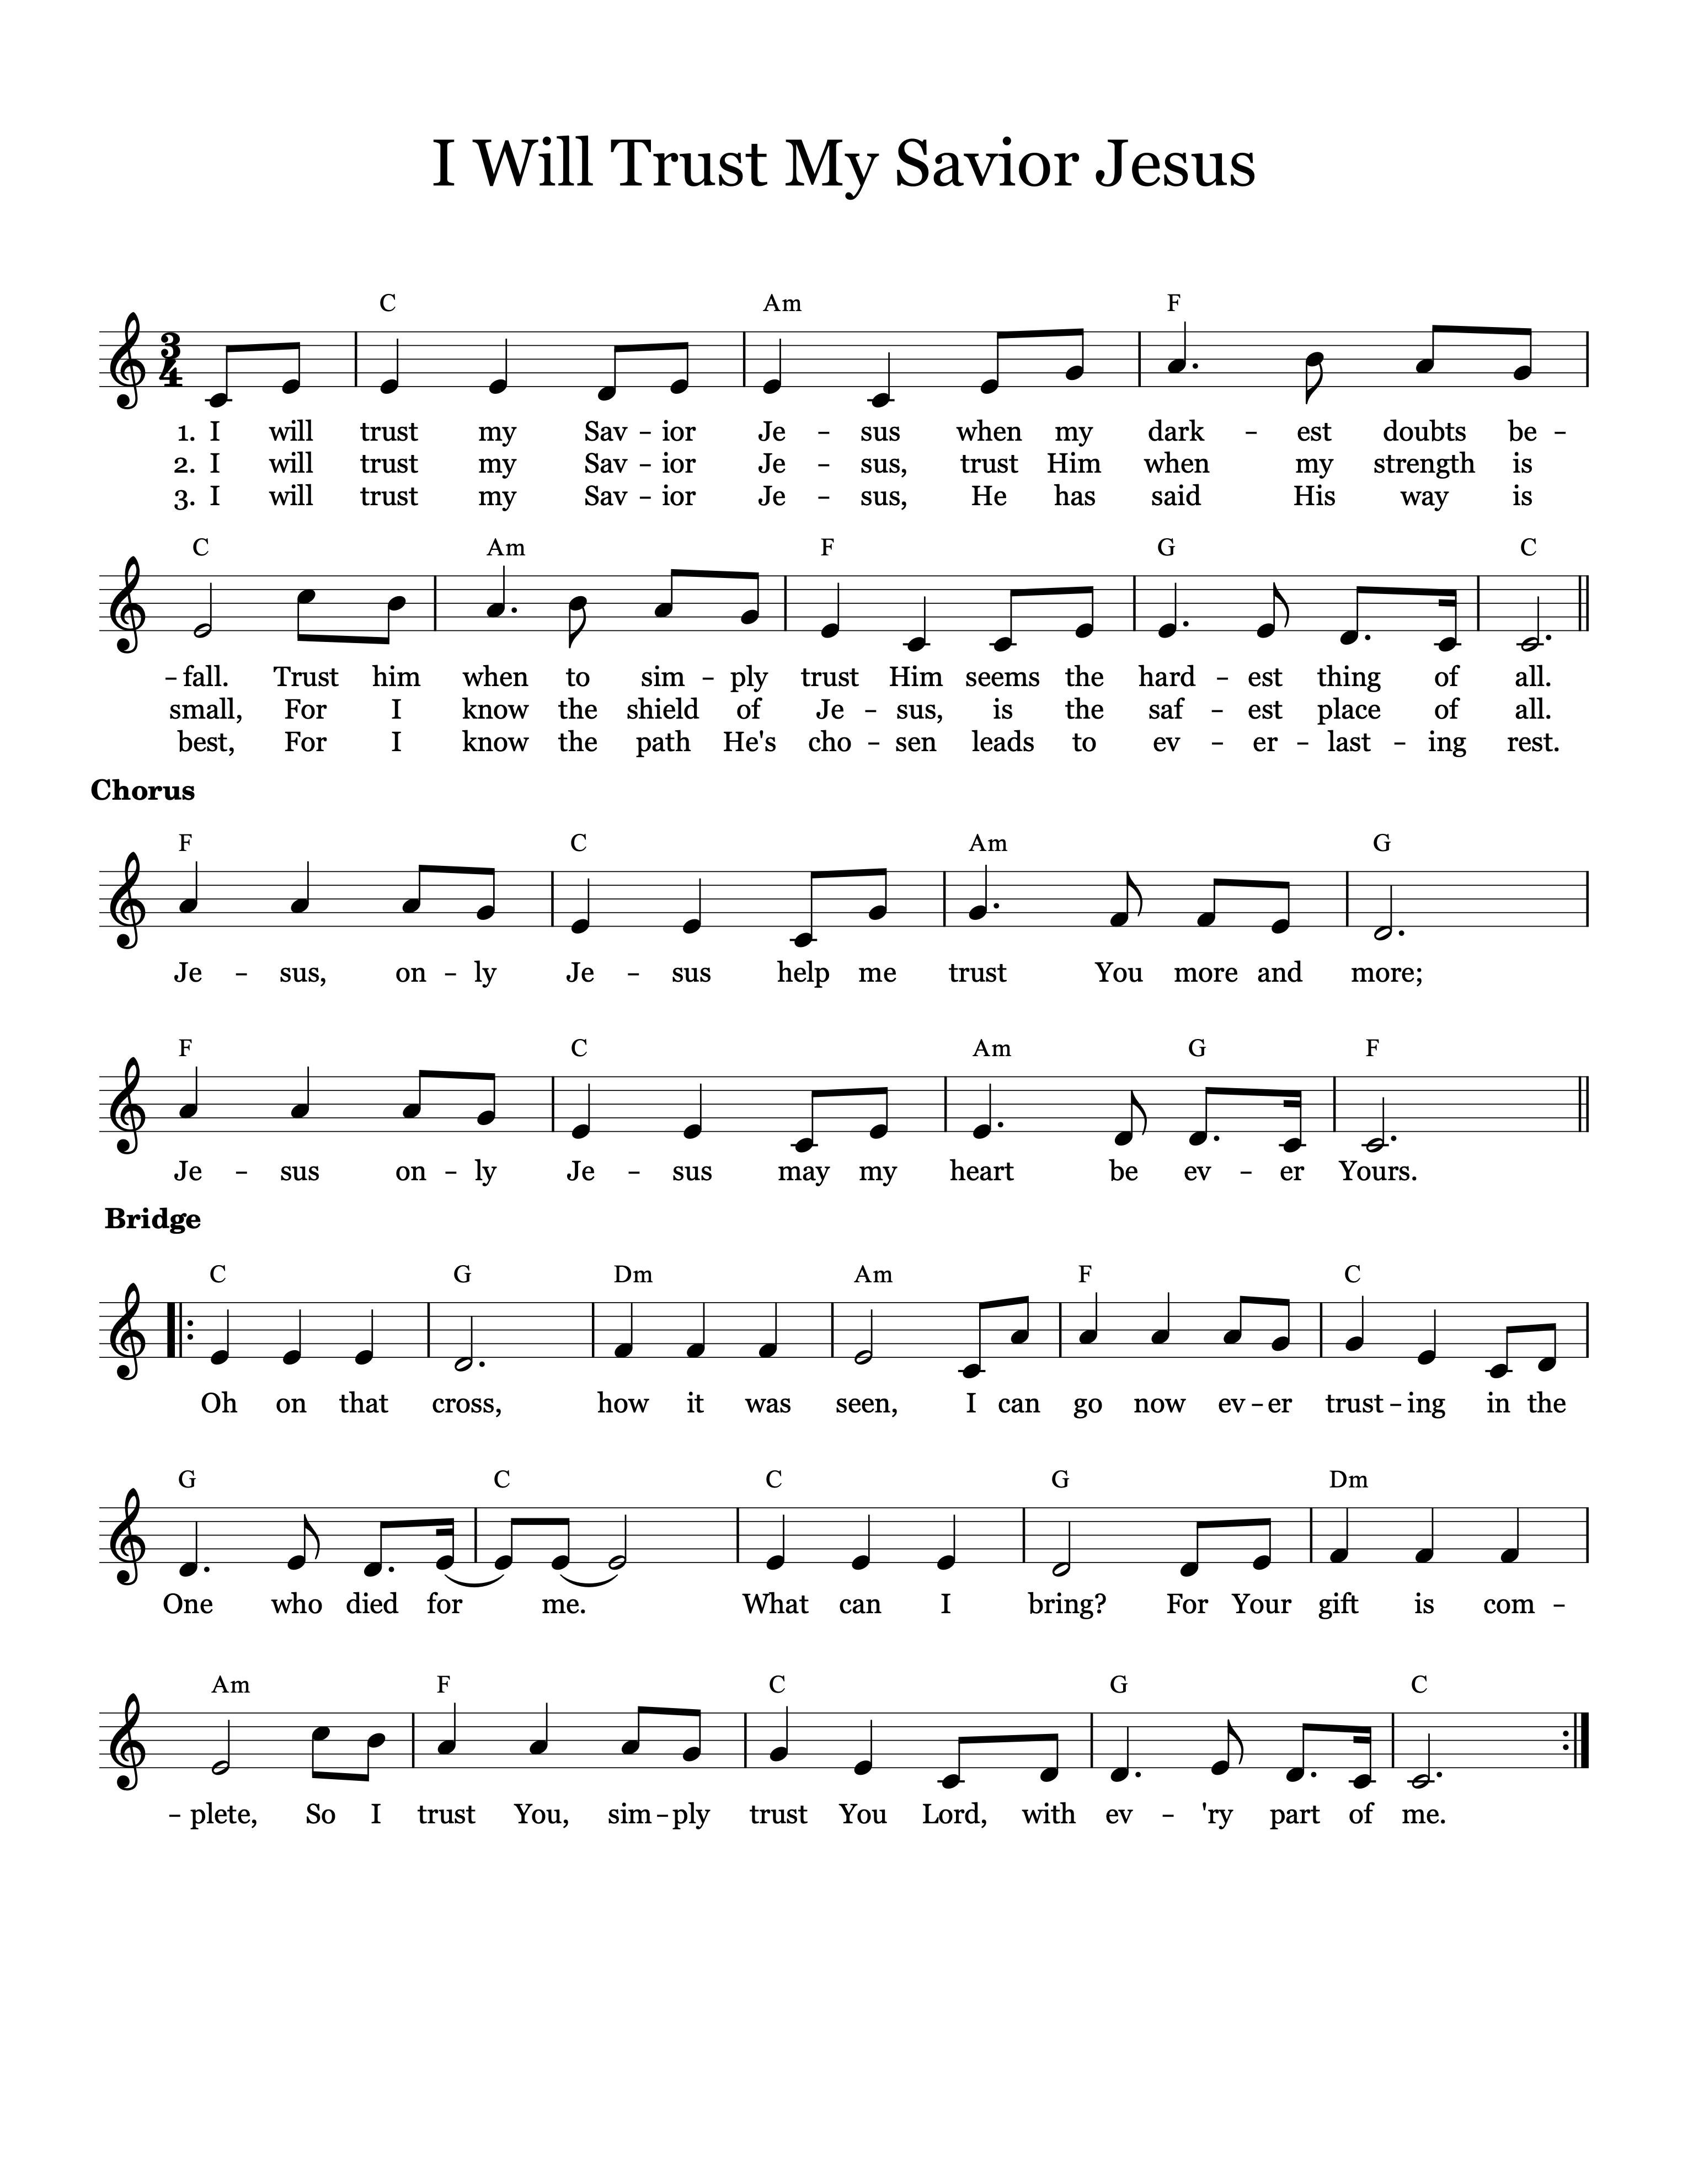 I Will Trust My Savior Jesus
C Am F
3
4
1. I will trust my Sav – ior Je – sus when my dark – est doubts be –
2. I will trust my Sav – ior Je – sus, trust Him when my strength is
3. I will trust my Sav – ior Je – sus, He has said His way is
C Am F G C
– fall. Trust him when to sim – ply trust Him seems the hard – est thing of all.
small, For I know the shield of Je – sus, is the saf – est place of all.
best, For I know the path He's cho – sen leads to ev – er – last – ing rest.
Chorus
F C Am G
Je – sus, on – ly Je – sus help me trust You more and more;
F C Am G F
Je – sus on – ly Je – sus may my heart be ev – er Yours.
Bridge
C G Dm Am F C
Oh on that cross, how it was seen, I can go now ev – er trust – ing in the
G C C G Dm
One who died for me. What can I bring? For Your gift is com –
Am F C G C
– plete, So I trust You, sim – ply trust You Lord, with ev – 'ry part of me.